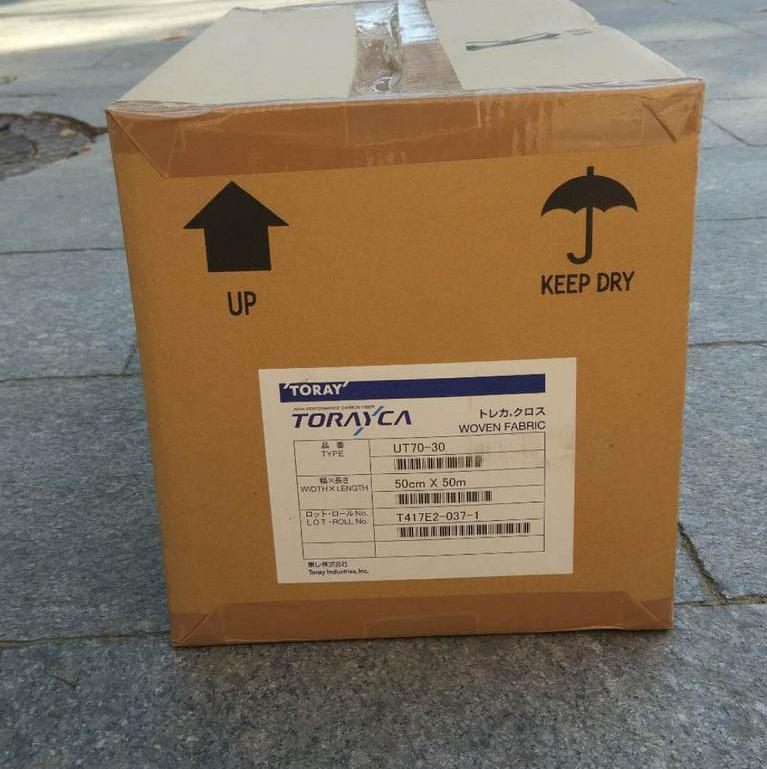 UP
KEEP DRY
TORAY
HIGH PERFORMANCE CARBON FIBER
TORAYCA
トレカ®クロス
WOVEN FABRIC
品番
TYPE
UT70-30
幅×長さ
WIDTH×LENGTH
50cm X 50m
ロット・ロールNo.
LOT・ROLL No.
T417E2-037-1
東レ株式会社
Toray Industries, Inc.